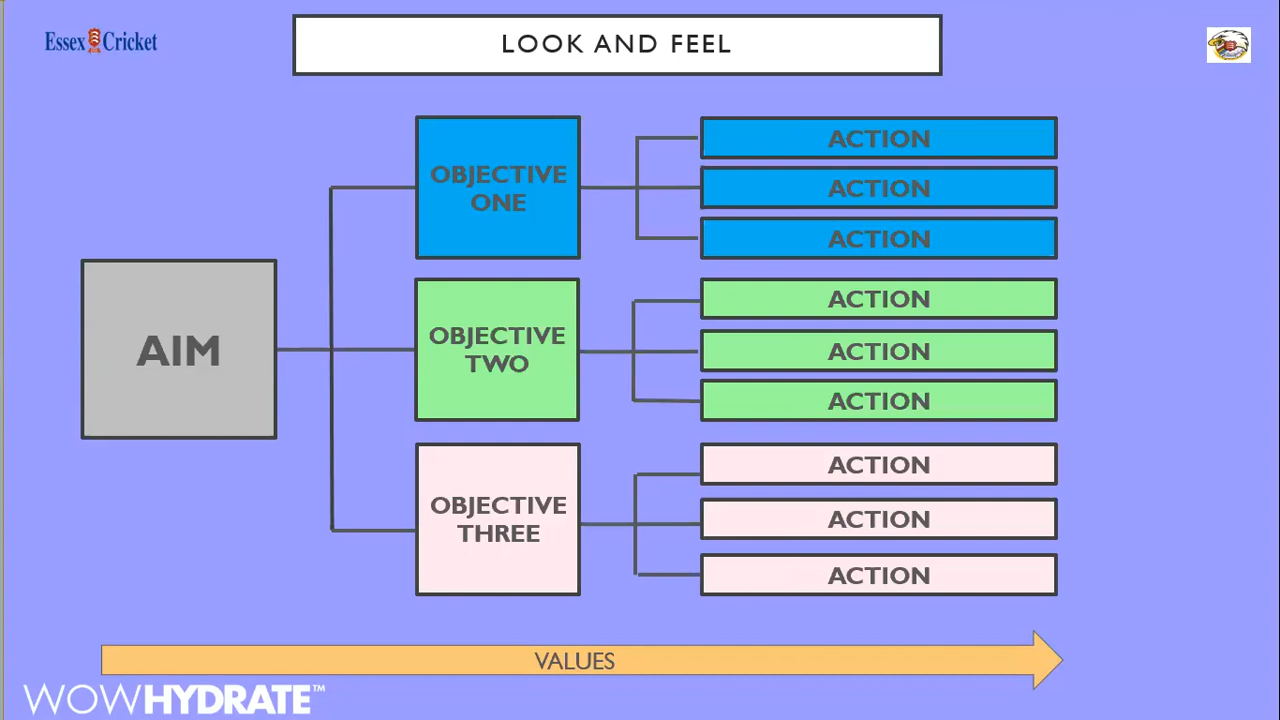 Essex Cricket
LOOK AND FEEL
AIM
OBJECTIVE
ONE
ACTION
ACTION
ACTION
OBJECTIVE
TWO
ACTION
ACTION
ACTION
OBJECTIVE
THREE
ACTION
ACTION
ACTION
VALUES
WOWHYDRATE™